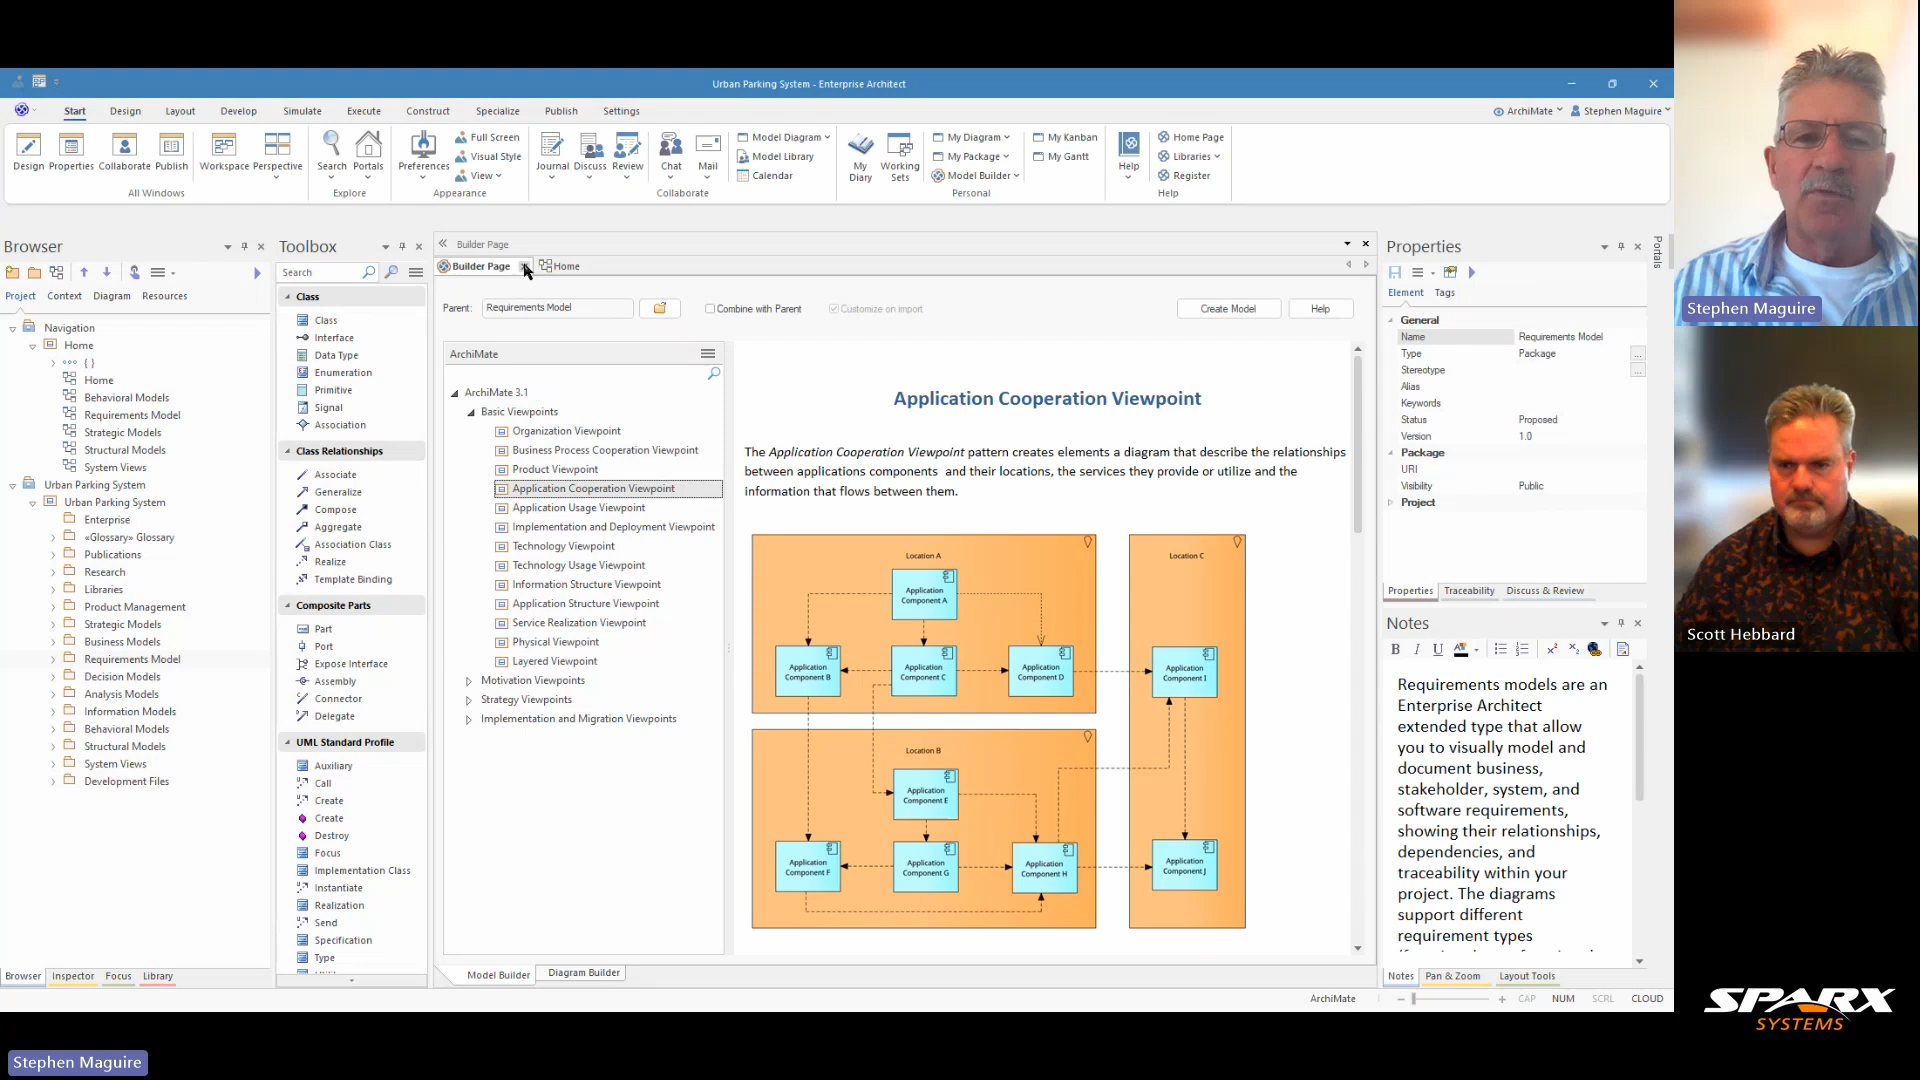 Urban Parking System - Enterprise Architect
Start Design Layout Develop Simulate Execute Construct Specialize Publish Settings
ArchiMate Stephen Maguire
Design Properties Collaborate Publish Workspace Perspective
All Windows
Search Portals
Explore
Preferences
Full Screen
Visual Style
View
Appearance
Journal Discuss Review Chat Mail
Model Diagram
Model Library
Calendar
Collaborate
My Diary
Working Sets
My Diagram
My Package
Model Builder
My Kanban
My Gantt
Personal
Help
Home Page
Libraries
Register
Help
Browser
Project Context Diagram Resources
Navigation
Home
{ }
Home
Behavioral Models
Requirements Model
Strategic Models
Structural Models
System Views
Urban Parking System
Urban Parking System
Enterprise
«Glossary» Glossary
Publications
Research
Libraries
Product Management
Strategic Models
Business Models
Requirements Model
Decision Models
Analysis Models
Information Models
Behavioral Models
Structural Models
System Views
Development Files
Browser Inspector Focus Library
Toolbox
Search
Class
Class
Interface
Data Type
Enumeration
Primitive
Signal
Association
Class Relationships
Associate
Generalize
Compose
Aggregate
Association Class
Realize
Template Binding
Composite Parts
Part
Port
Expose Interface
Assembly
Connector
Delegate
UML Standard Profile
Auxiliary
Call
Create
Create
Destroy
Focus
Implementation Class
Instantiate
Realization
Send
Specification
Type
Builder Page
Builder Page Home
Parent: Requirements Model
Combine with Parent
Customize on import
Create Model
Help
ArchiMate
ArchiMate 3.1
Basic Viewpoints
Organization Viewpoint
Business Process Cooperation Viewpoint
Product Viewpoint
Application Cooperation Viewpoint
Application Usage Viewpoint
Implementation and Deployment Viewpoint
Technology Viewpoint
Technology Usage Viewpoint
Information Structure Viewpoint
Application Structure Viewpoint
Service Realization Viewpoint
Physical Viewpoint
Layered Viewpoint
Motivation Viewpoints
Strategy Viewpoints
Implementation and Migration Viewpoints
Model Builder Diagram Builder
Application Cooperation Viewpoint
The Application Cooperation Viewpoint pattern creates elements a diagram that describe the relationships
between applications components and their locations, the services they provide or utilize and the
information that flows between them.
Location A
Application
Component A
Application
Component B
Application
Component C
Application
Component D
Location C
Application
Component I
Application
Component J
Location B
Application
Component E
Application
Component F
Application
Component G
Application
Component H
Properties
Element Tags
General
Name Requirements Model
Type Package
Stereotype
Alias
Keywords
Status Proposed
Version 1.0
Package
URI
Visibility Public
Project
Properties Traceability Discuss & Review
Portals
Notes
B I U
Requirements models are an
Enterprise Architect
extended type that allow
you to visually model and
document business,
stakeholder, system, and
software requirements,
showing their relationships,
dependencies, and
traceability within your
project. The diagrams
support different
requirement types
Notes Pan & Zoom Layout Tools
ArchiMate CAP NUM SCRL CLOUD
Stephen Maguire
Scott Hebbard
SPARX
SYSTEMS
Stephen Maguire